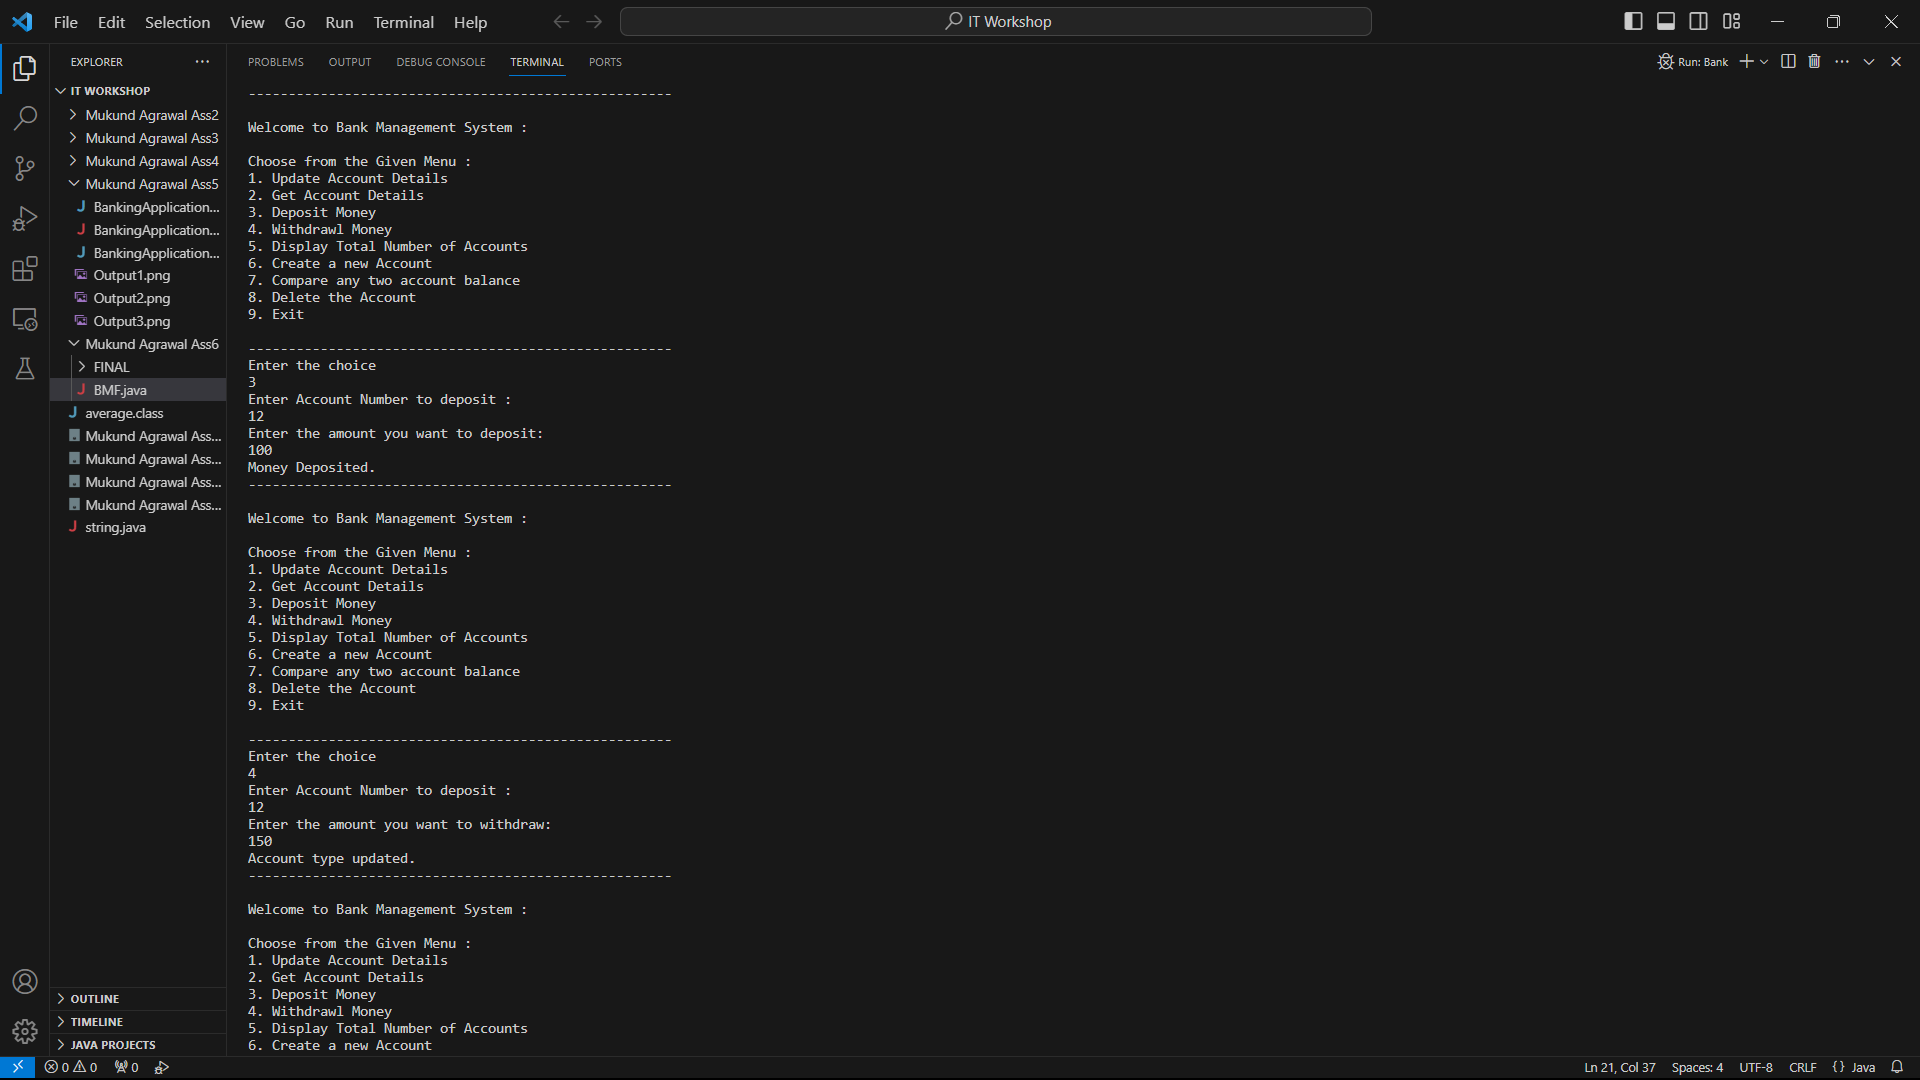 File Edit Selection View Go Run Terminal Help
IT Workshop
EXPLORER
IT WORKSHOP
Mukund Agrawal Ass2
Mukund Agrawal Ass3
Mukund Agrawal Ass4
Mukund Agrawal Ass5
BankingApplication...
BankingApplication...
BankingApplication...
Output1.png
Output2.png
Output3.png
Mukund Agrawal Ass6
FINAL
BMF.java
average.class
Mukund Agrawal Ass...
Mukund Agrawal Ass...
Mukund Agrawal Ass...
Mukund Agrawal Ass...
string.java
OUTLINE
TIMELINE
JAVA PROJECTS
PROBLEMS OUTPUT DEBUG CONSOLE TERMINAL PORTS
Run: Bank
-----------------------------------------------------
Welcome to Bank Management System :
Choose from the Given Menu :
1. Update Account Details
2. Get Account Details
3. Deposit Money
4. Withdrawl Money
5. Display Total Number of Accounts
6. Create a new Account
7. Compare any two account balance
8. Delete the Account
9. Exit
-----------------------------------------------------
Enter the choice
3
Enter Account Number to deposit :
12
Enter the amount you want to deposit:
100
Money Deposited.
-----------------------------------------------------
Welcome to Bank Management System :
Choose from the Given Menu :
1. Update Account Details
2. Get Account Details
3. Deposit Money
4. Withdrawl Money
5. Display Total Number of Accounts
6. Create a new Account
7. Compare any two account balance
8. Delete the Account
9. Exit
-----------------------------------------------------
Enter the choice
4
Enter Account Number to deposit :
12
Enter the amount you want to withdraw:
150
Account type updated.
-----------------------------------------------------
Welcome to Bank Management System :
Choose from the Given Menu :
1. Update Account Details
2. Get Account Details
3. Deposit Money
4. Withdrawl Money
5. Display Total Number of Accounts
6. Create a new Account
0 0 0
Ln 21, Col 37 Spaces: 4 UTF-8 CRLF {} Java